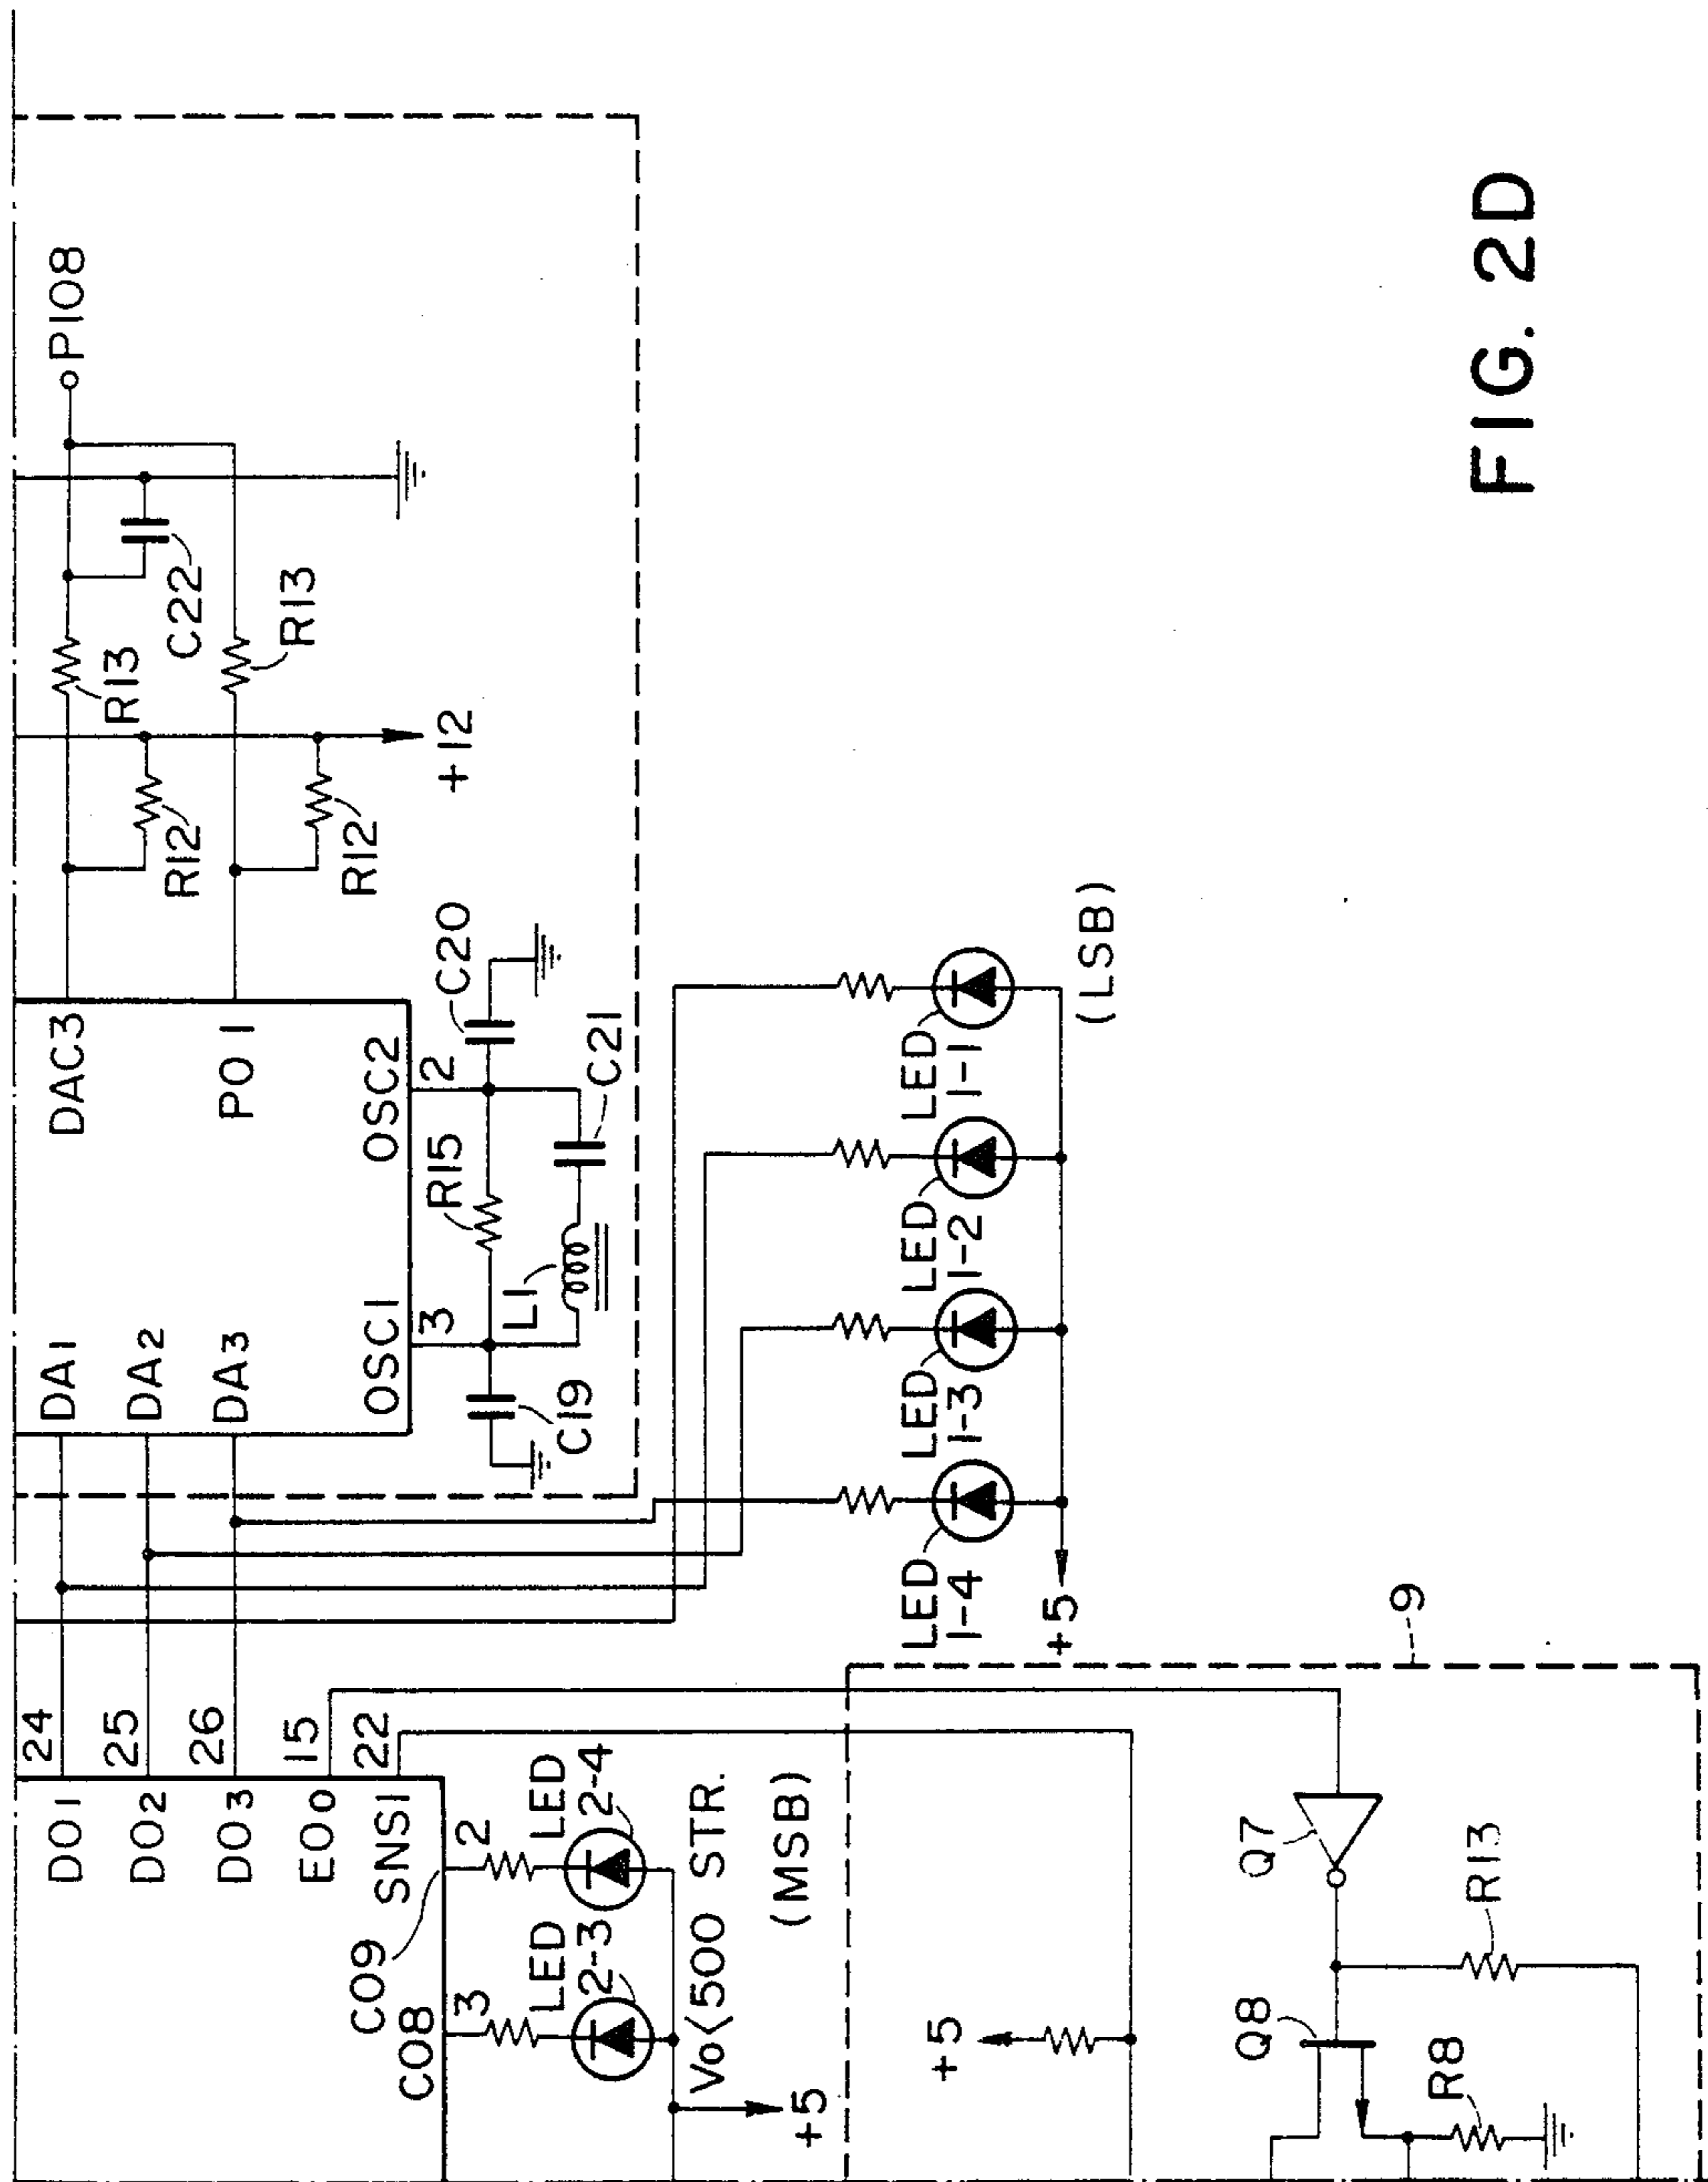 24
DO1
DA1
DAC3
R13
P108
25
DO2
DA2
R12
C22
26
DO3
DA3
PO1
R12
R13
15
EO0
22
SNS1
OSC1
OSC2
+12
C09
C08
3
2
3
2
C19
L1
R15
C20
C21
LED
2-3
LED
2-4
Vo<500 STR.
(MSB)
+5
LED
1-4
LED
1-3
LED
1-2
LED
1-1
+5
(LSB)
+5
9
Q8
Q7
R8
R13
FIG. 2D